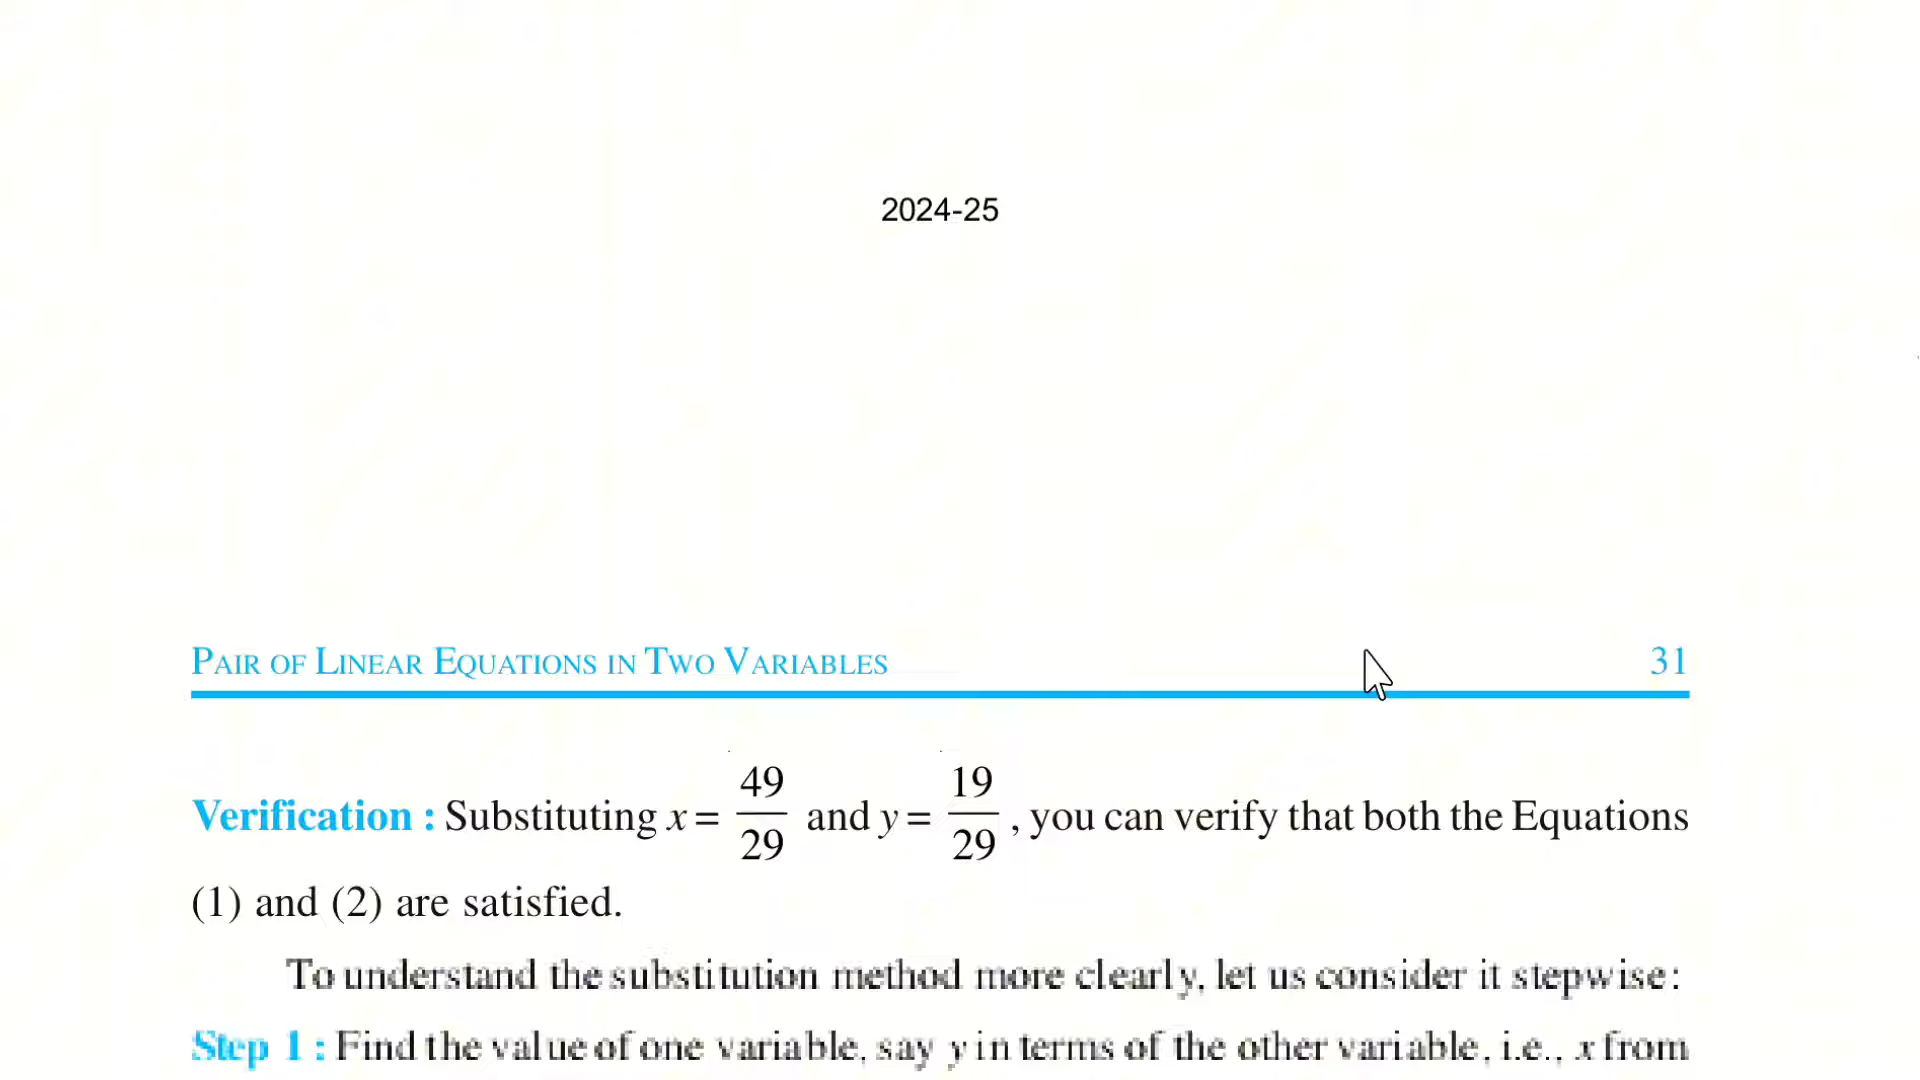 2024-25
PAIR OF LINEAR EQUATIONS IN TWO VARIABLES 31
Verification : Substituting x = 49/29 and y = 19/29 , you can verify that both the Equations
(1) and (2) are satisfied.
To understand the substitution method more clearly, let us consider it stepwise:
Step 1 : Find the value of one variable, say y in terms of the other variable, i.e., x from